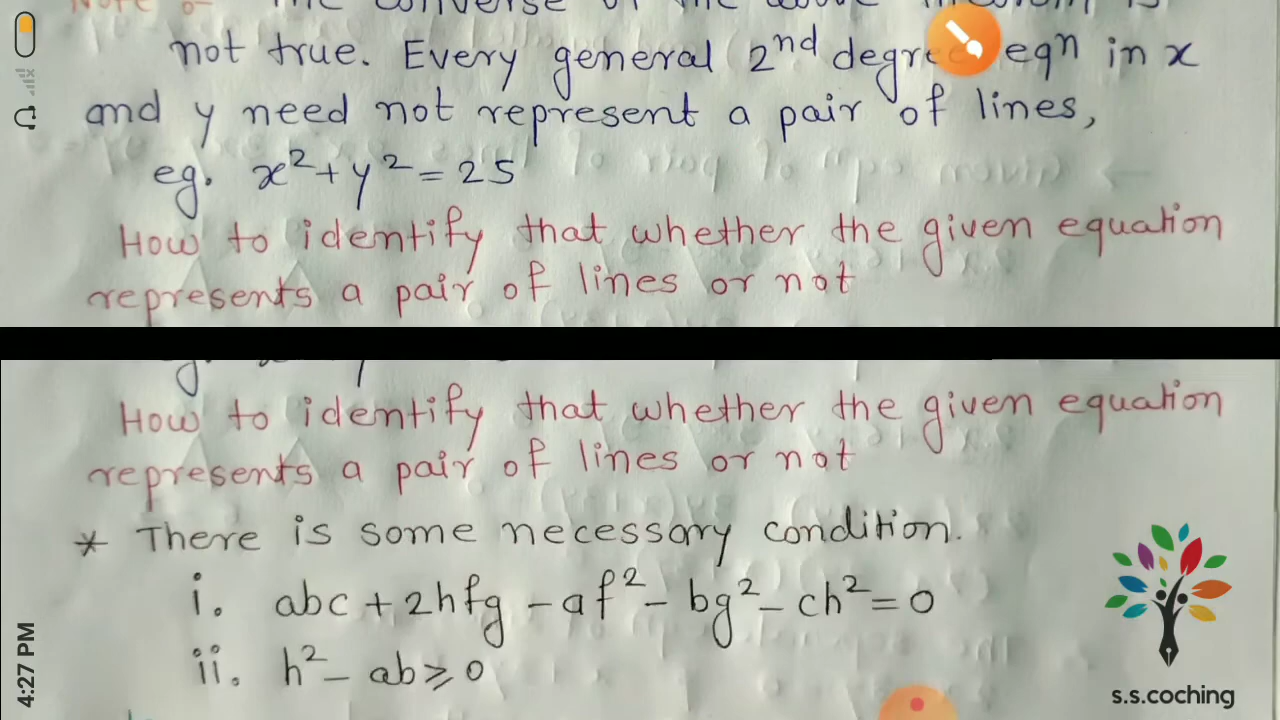 not true. Every general 2nd degree eqn in x
and y need not represent a pair of lines,
eg. x²+y²=25
How to identify that whether the given equation
represents a pair of lines or not
How to identify that whether the given equation
represents a pair of lines or not
* There is some necessary condition.
i. abc + 2hfg - af² - bg² - ch² = 0
ii. h² - ab ≥ 0
4:27 PM
s.s.coching